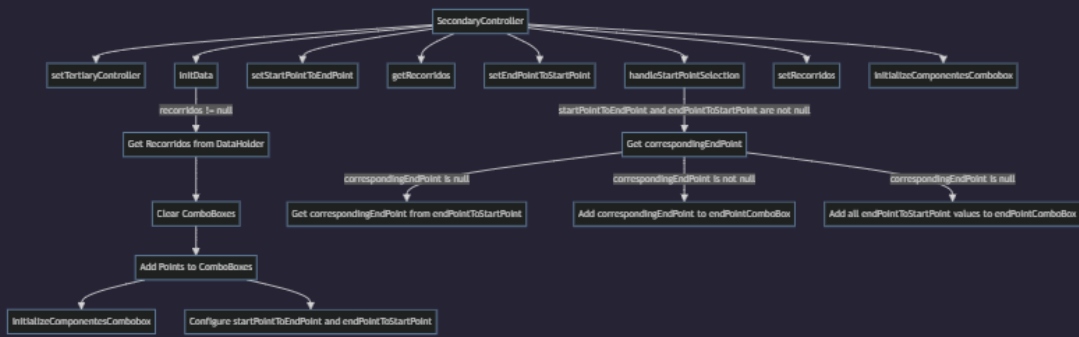 SecondaryController
setTertiaryController
initData
setStartPointToEndPoint
getRecorridos
setEndPointToStartPoint
handleStartPointSelection
setRecorridos
initializeComponentesCombobox
recorridos != null
startPointToEndPoint and endPointToStartPoint are not null
Get Recorridos from DataHolder
Get correspondingEndPoint
correspondingEndPoint is null
correspondingEndPoint is not null
correspondingEndPoint is null
Clear ComboBoxes
Get correspondingEndPoint from endPointToStartPoint
Add correspondingEndPoint to endPointComboBox
Add all endPointToStartPoint values to endPointComboBox
Add Points to ComboBoxes
initializeComponentesCombobox
Configure startPointToEndPoint and endPointToStartPoint